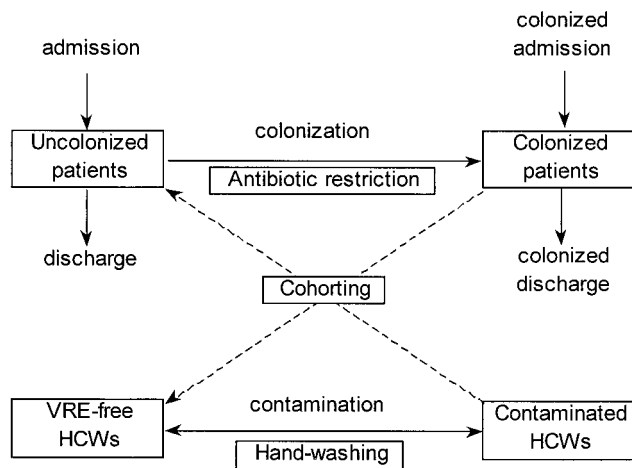 admission
colonized
admission
Uncolonized
patients
colonization
Antibiotic restriction
Colonized
patients
discharge
colonized
discharge
Cohorting
VRE-free
HCWs
contamination
Hand-washing
Contaminated
HCWs